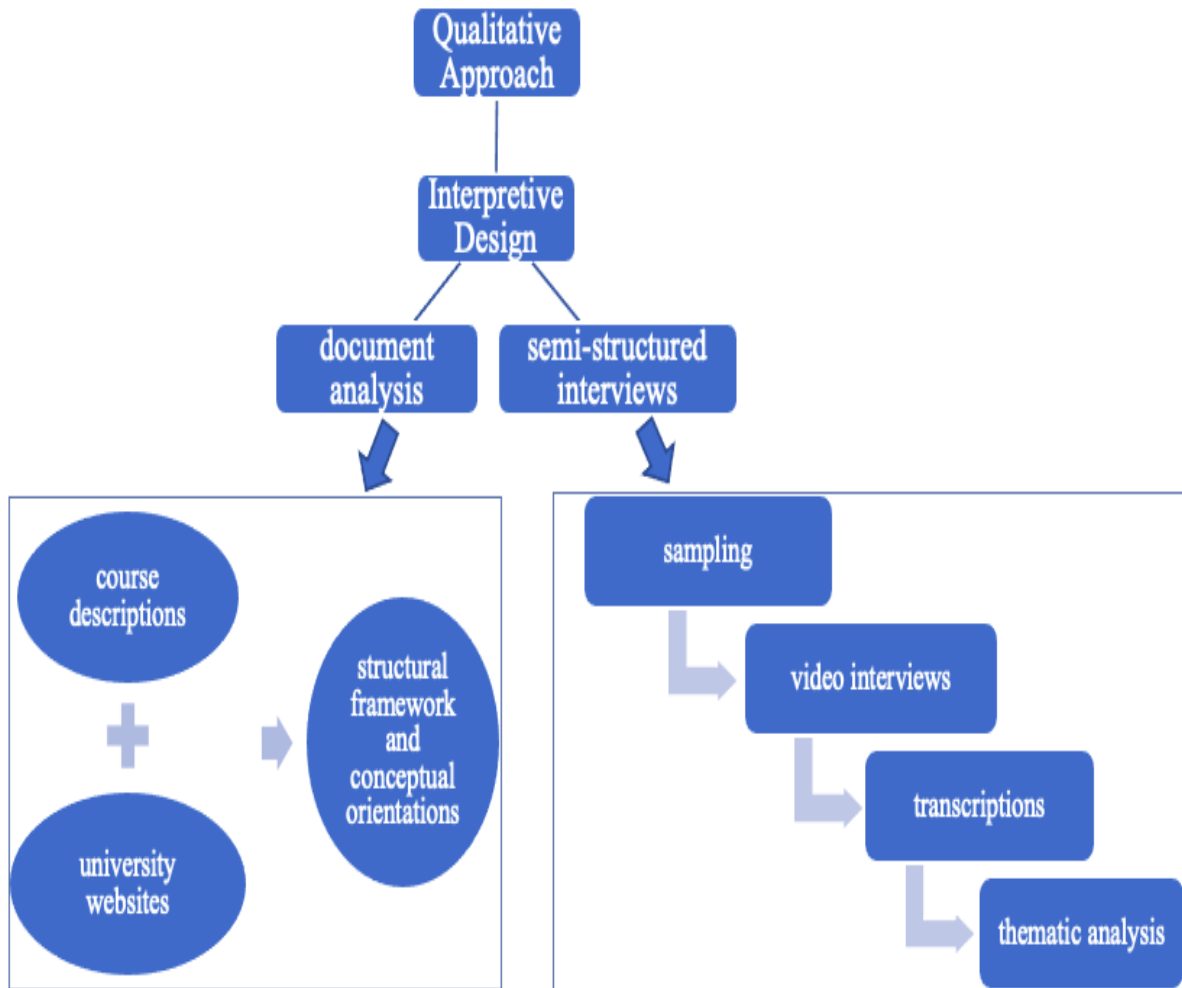 Qualitative
Approach
Interpretive
Design
document
analysis
semi-structured
interviews
course
descriptions
university
websites
structural
framework
and
conceptual
orientations
sampling
video interviews
transcriptions
thematic analysis